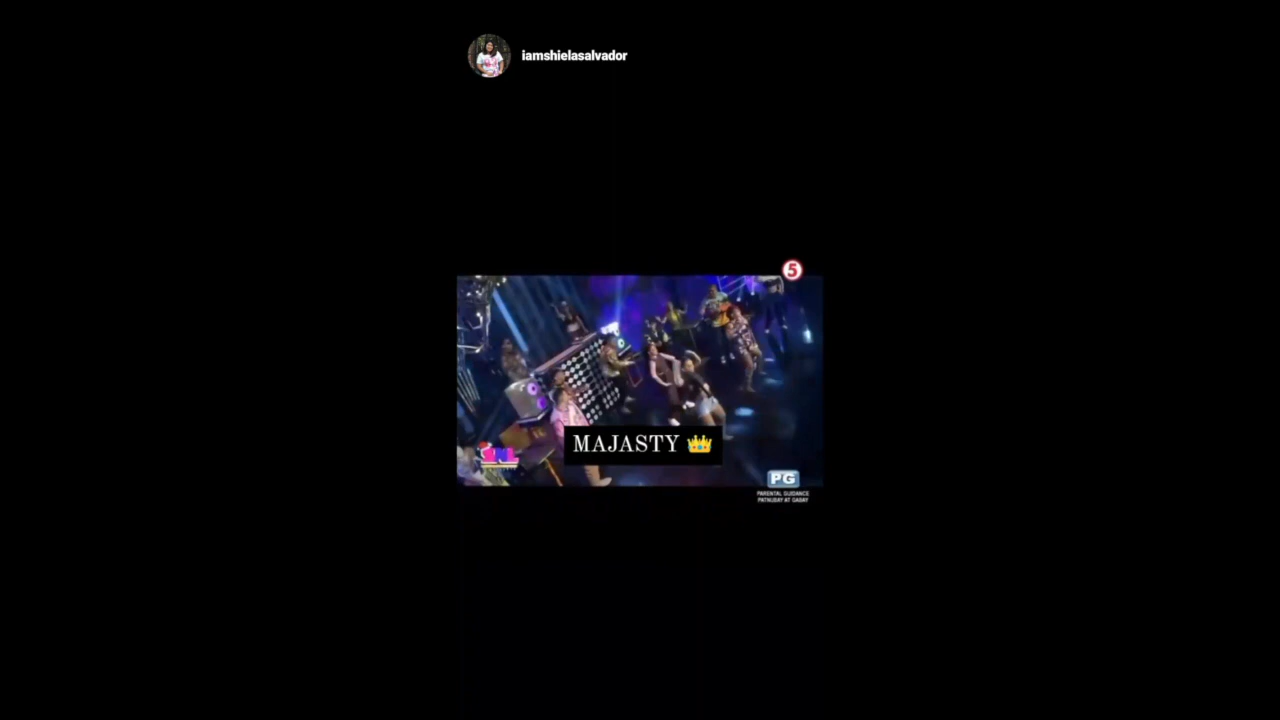 iamshielasalvador
5
MAJASTY 👑
PG
PARENTAL GUIDANCE
PATNUBAY AT GABAY